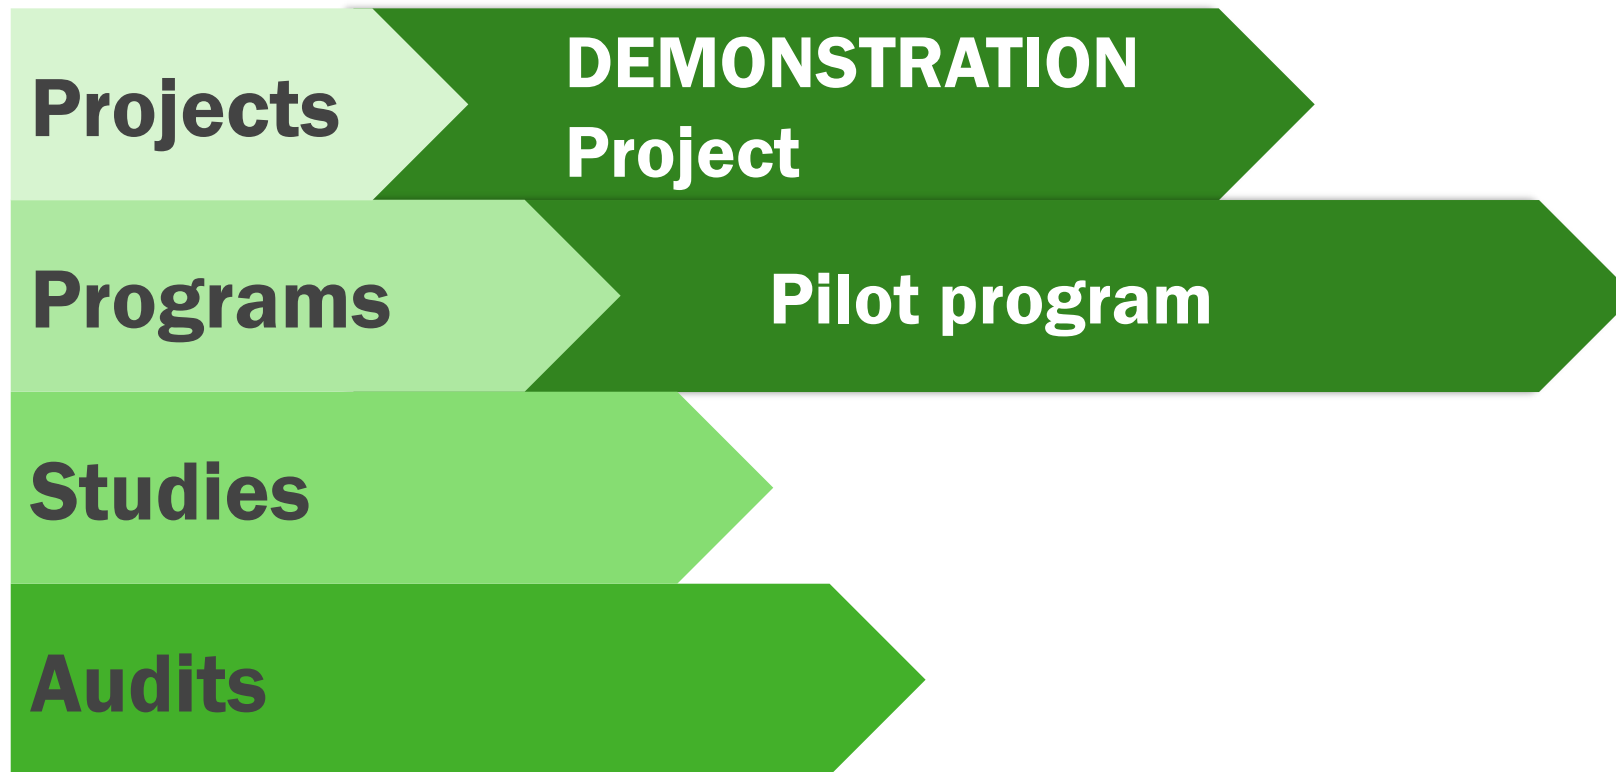 Projects
DEMONSTRATION
Project
Programs
Pilot program
Studies
Audits